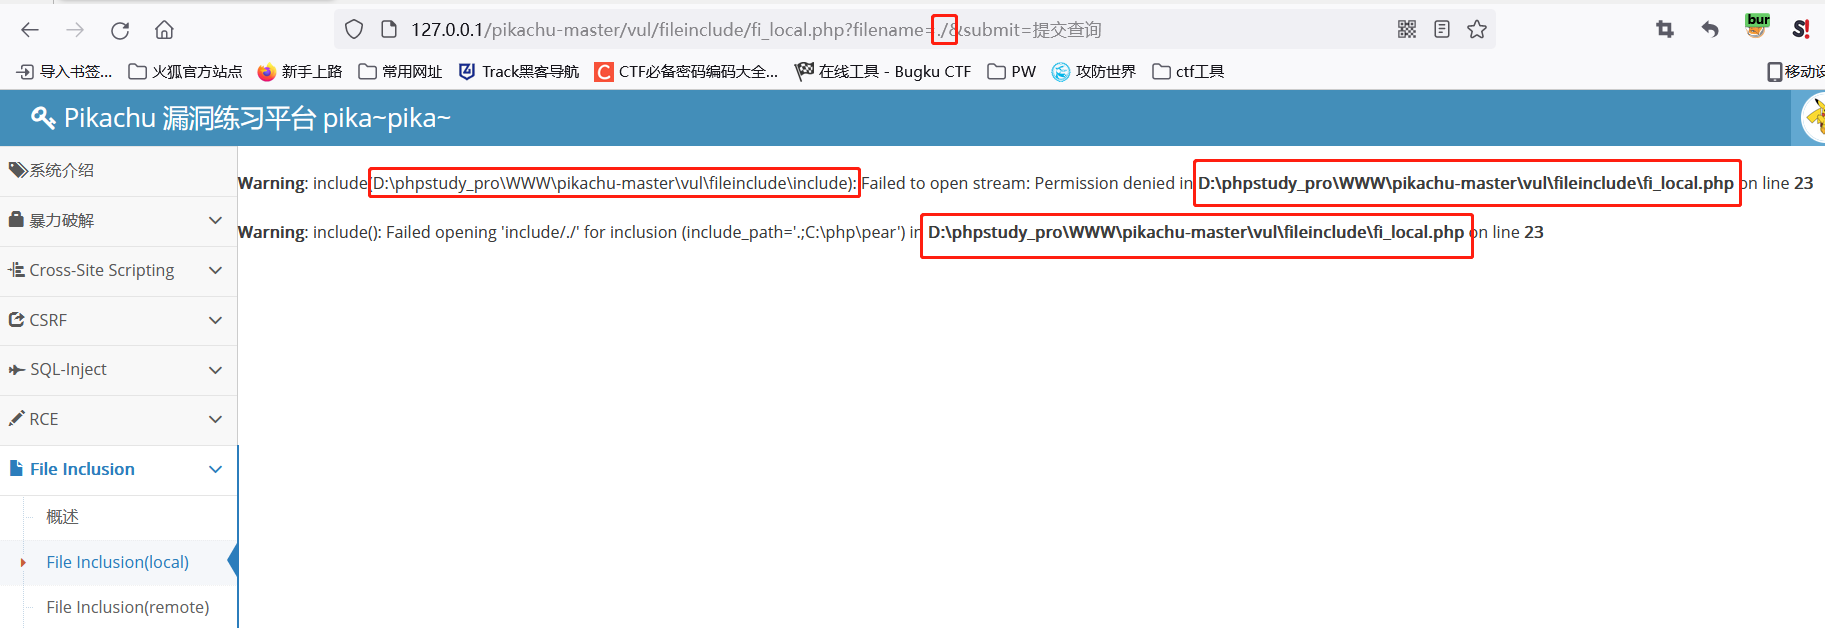 127.0.0.1/pikachu-master/vul/fileinclude/fi_local.php?filename=./&submit=提交查询
bur
S!
导入书签... 火狐官方站点 新手上路 常用网址 Track黑客导航 CTF必备密码编码大全... 在线工具 - Bugku CTF PW 攻防世界 ctf工具 移动设
Pikachu 漏洞练习平台 pika~pika~
系统介绍
Warning: include(D:\phpstudy_pro\WWW\pikachu-master\vul\fileinclude\include): Failed to open stream: Permission denied in D:\phpstudy_pro\WWW\pikachu-master\vul\fileinclude\fi_local.php on line 23
暴力破解
Warning: include(): Failed opening 'include/./' for inclusion (include_path='.;C:\php\pear') in D:\phpstudy_pro\WWW\pikachu-master\vul\fileinclude\fi_local.php on line 23
Cross-Site Scripting
CSRF
SQL-Inject
RCE
File Inclusion
概述
File Inclusion(local)
File Inclusion(remote)